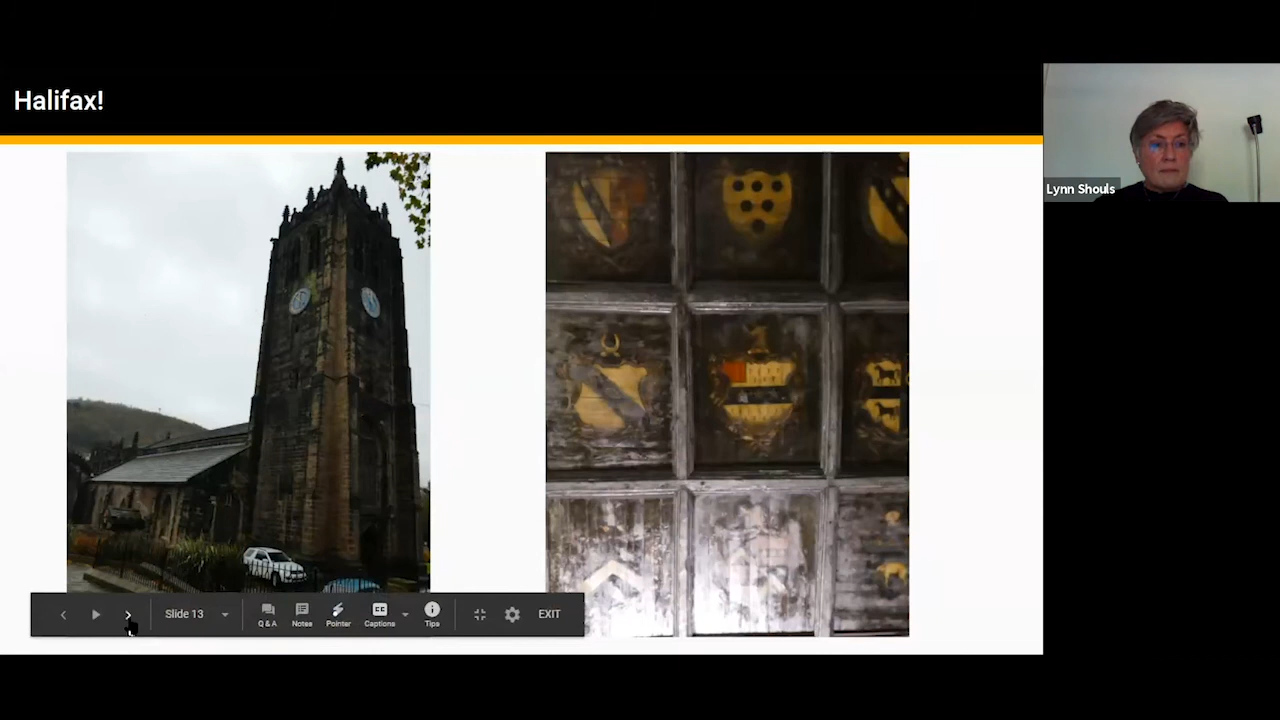 Halifax!
Lynn Shouls
Slide 13
Q & A
Notes
Pointer
Captions
Tips
EXIT